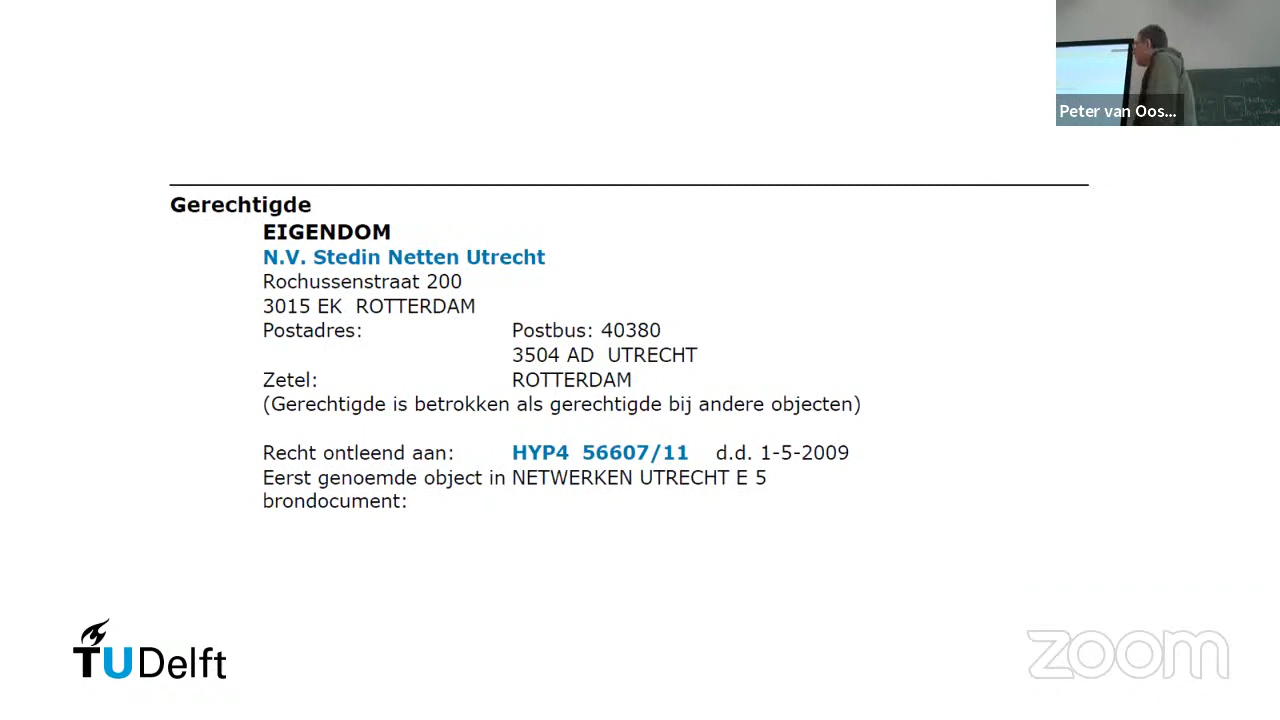 Peter van Oos...
Gerechtigde
EIGENDOM
N.V. Stedin Netten Utrecht
Rochussenstraat 200
3015 EK ROTTERDAM
Postadres: Postbus: 40380
3504 AD UTRECHT
Zetel: ROTTERDAM
(Gerechtigde is betrokken als gerechtigde bij andere objecten)
Recht ontleend aan: HYP4 56607/11 d.d. 1-5-2009
Eerst genoemde object in NETWERKEN UTRECHT E 5
brondocument:
TU Delft
zoom